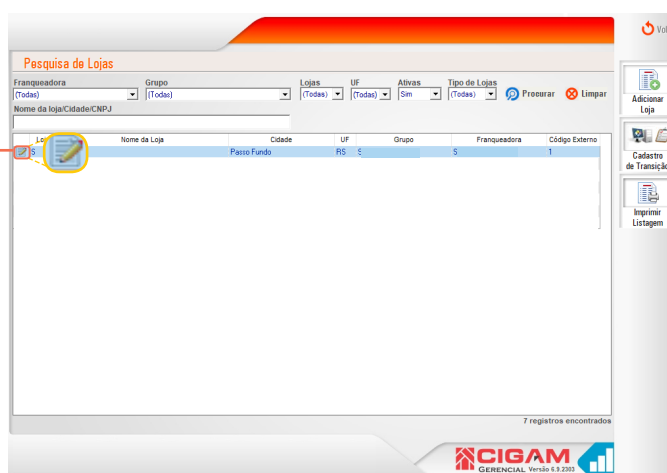 Vol
Pesquisa de Lojas
Franqueadora Grupo Lojas UF Ativas Tipo de Lojas
(Todas) (Todas) (Todas) (Todas) Sim (Todas) Procurar Limpar
Nome da loja/Cidade/CNPJ
Adicionar
Loja
Lo Nome da Loja Cidade UF Grupo Franqueadora Código Externo
S Passo Fundo RS S S 1
Cadastro
de Transição
Imprimir
Listagem
7 registros encontrados
CIGAM
GERENCIAL Versão 6.9.2303